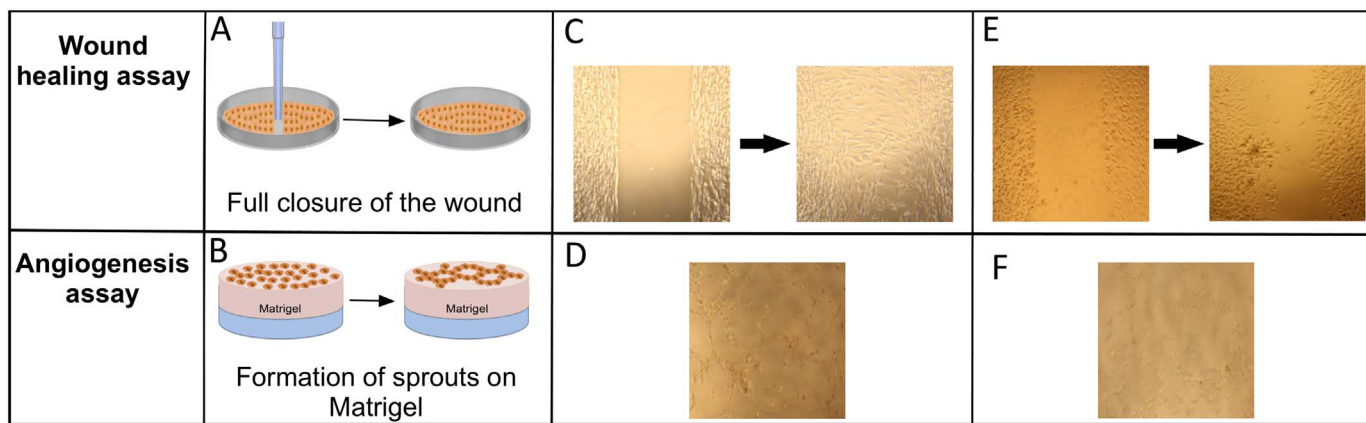 Wound
healing assay
A
Full closure of the wound
C
E
Angiogenesis
assay
B
Matrigel
Matrigel
Formation of sprouts on
Matrigel
D
F